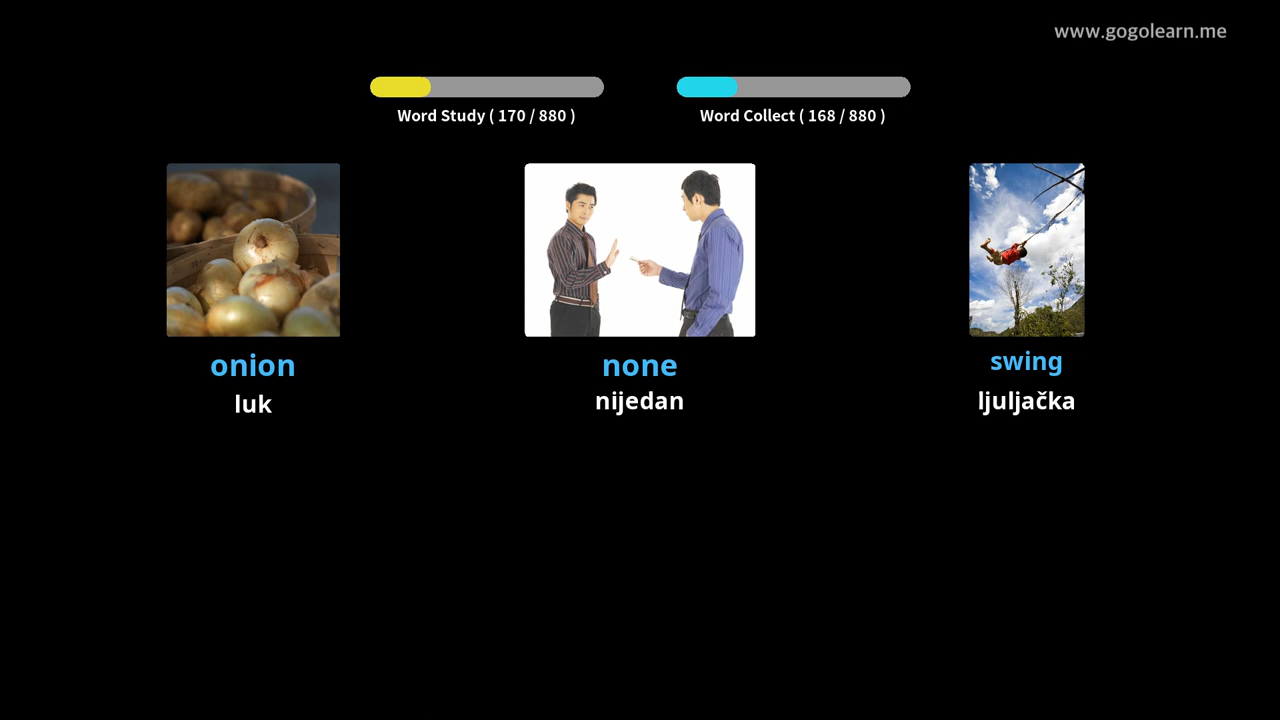 www.gogolearn.me
Word Study ( 170 / 880 )
Word Collect ( 168 / 880 )
onion
luk
none
nijedan
swing
ljuljačka